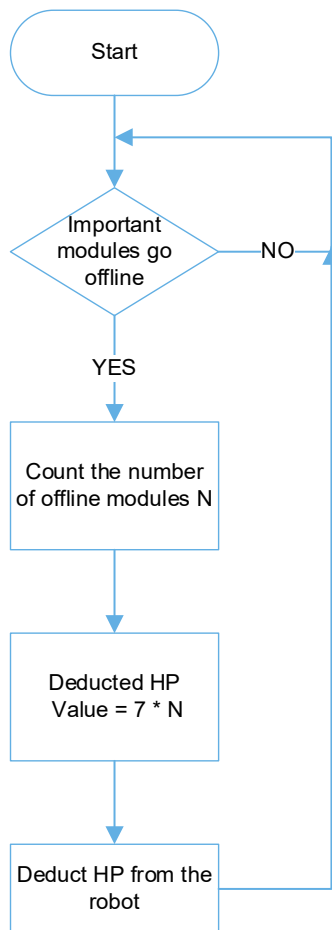 Start
Important
modules go
offline
NO
YES
Count the number
of offline modules N
Deducted HP
Value = 7 * N
Deduct HP from the
robot